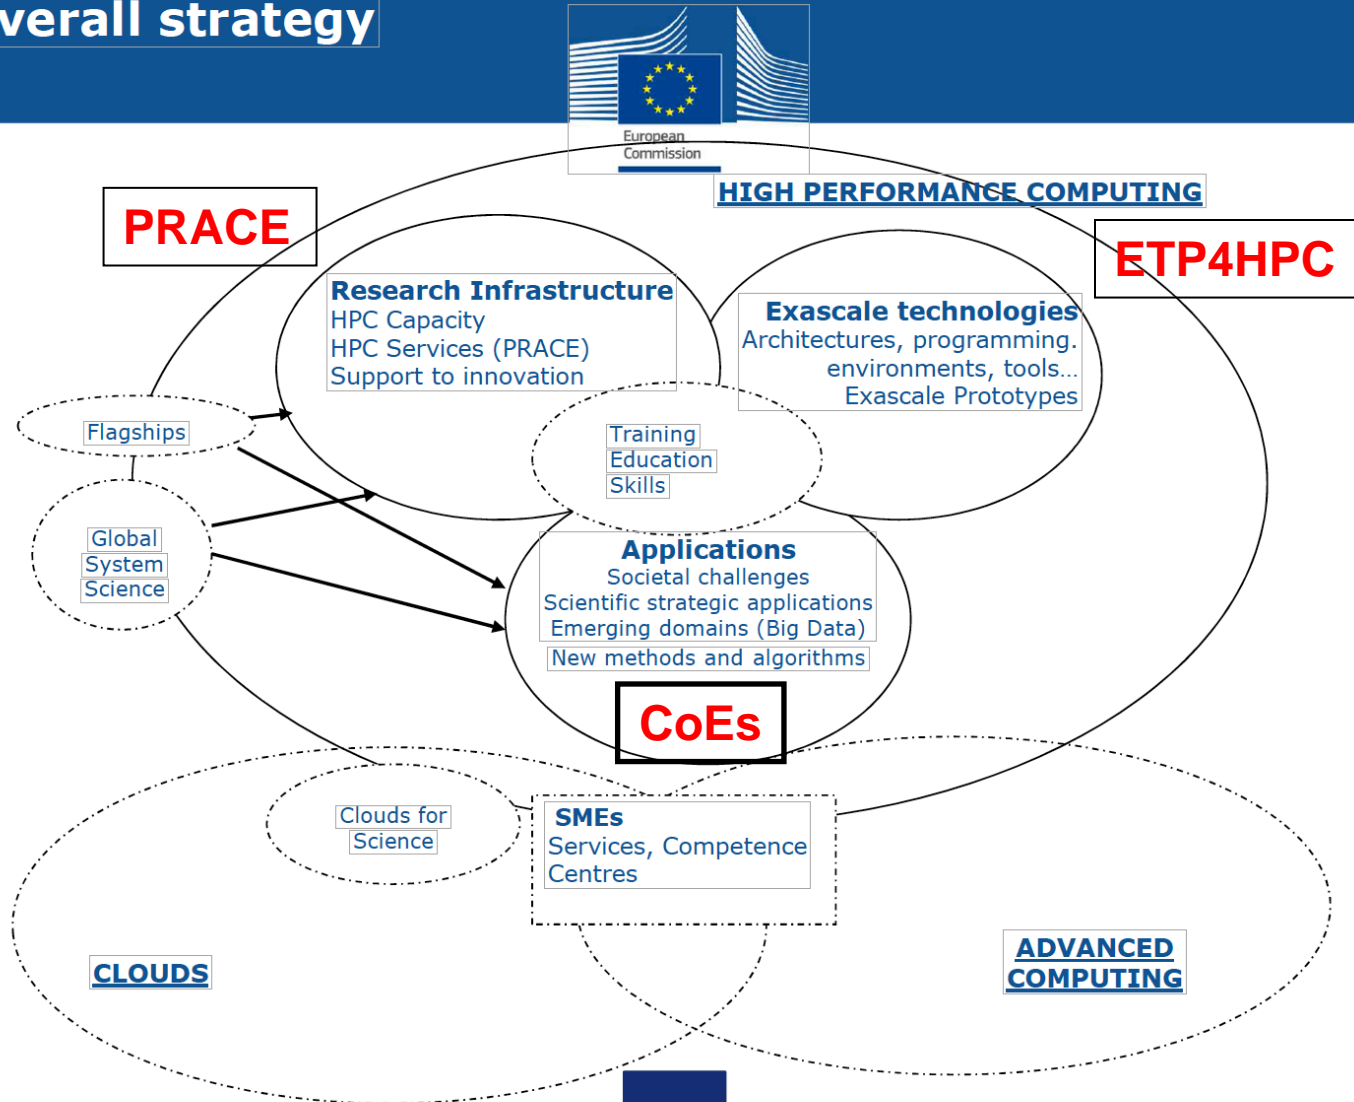 verall strategy
European
Commission
HIGH PERFORMANCE COMPUTING
PRACE
ETP4HPC
Research Infrastructure
HPC Capacity
HPC Services (PRACE)
Support to innovation
Exascale technologies
Architectures, programming.
environments, tools...
Exascale Prototypes
Flagships
Training
Education
Skills
Global
System
Science
Applications
Societal challenges
Scientific strategic applications
Emerging domains (Big Data)
New methods and algorithms
CoEs
Clouds for
Science
SMEs
Services, Competence
Centres
CLOUDS
ADVANCED
COMPUTING